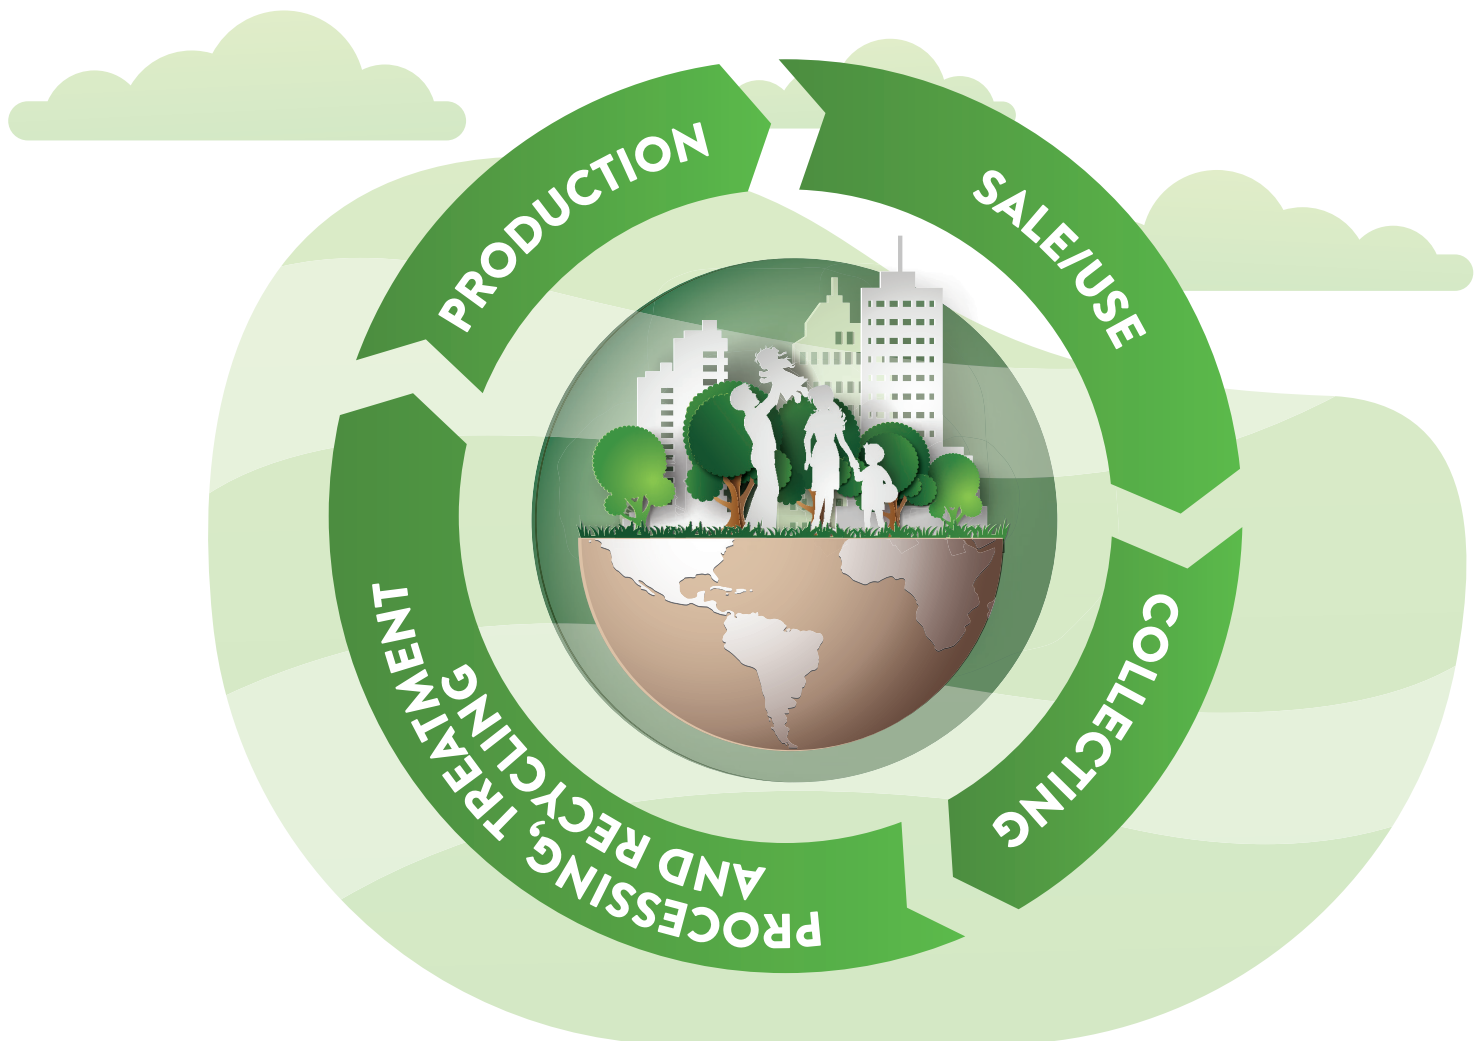 PRODUCTION
SALE/USE
COLLECTING
PROCESSING, TREATMENT
AND RECYCLING